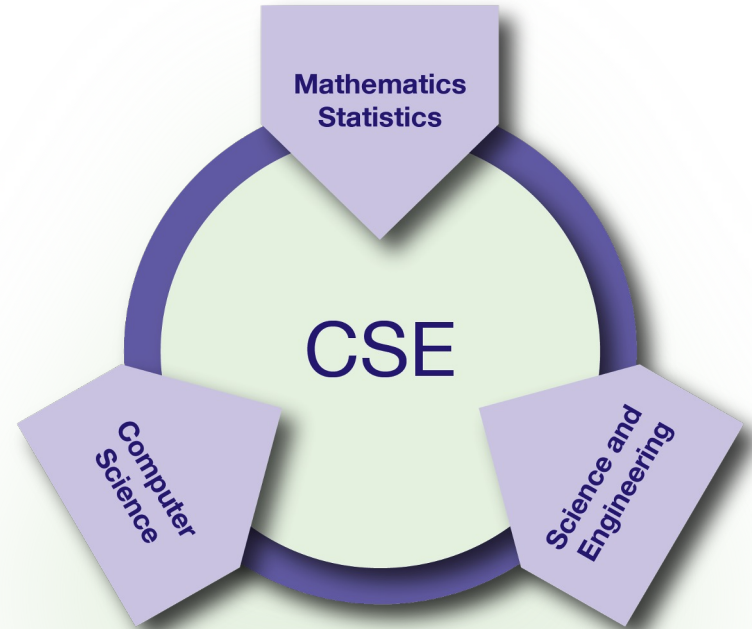 Mathematics
Statistics
CSE
Computer
Science
Science and
Engineering